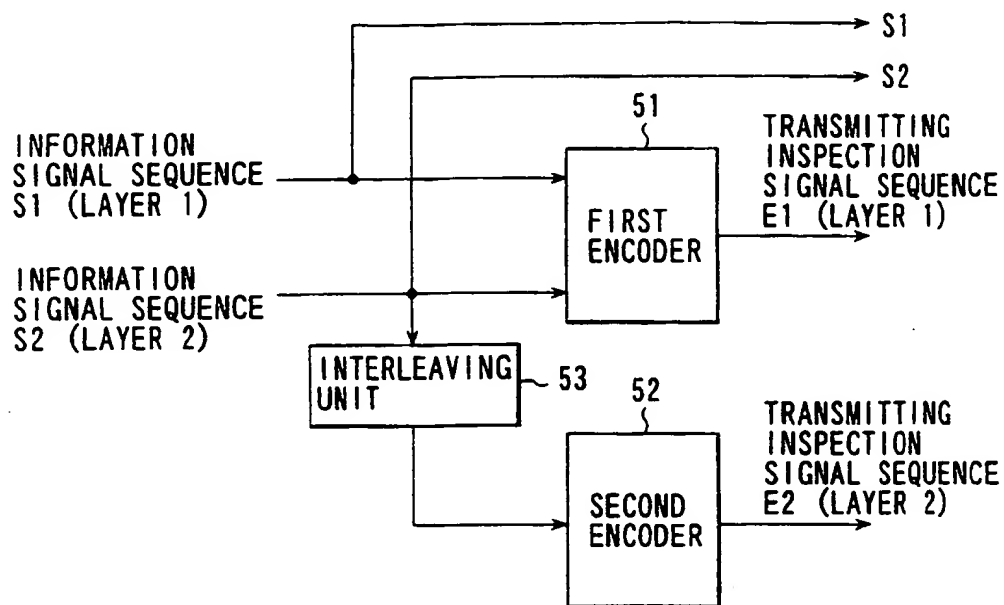 S1
S2
51
INFORMATION
SIGNAL SEQUENCE
S1 (LAYER 1)
FIRST
ENCODER
TRANSMITTING
INSPECTION
SIGNAL SEQUENCE
E1 (LAYER 1)
INFORMATION
SIGNAL SEQUENCE
S2 (LAYER 2)
INTERLEAVING
UNIT
53
52
SECOND
ENCODER
TRANSMITTING
INSPECTION
SIGNAL SEQUENCE
E2 (LAYER 2)